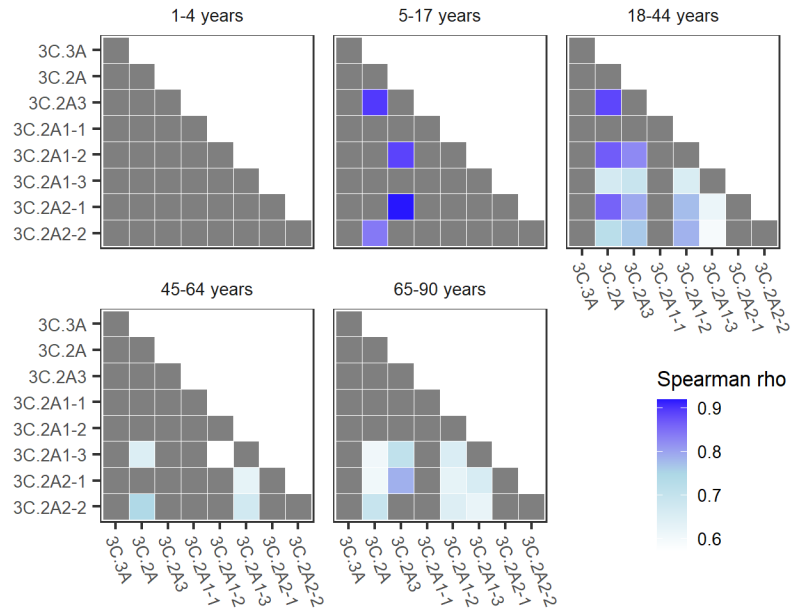 1-4 years
5-17 years
18-44 years
3C.3A
3C.2A
3C.2A3
3C.2A1-1
3C.2A1-2
3C.2A1-3
3C.2A2-1
3C.2A2-2
3C.3A
3C.2A
3C.2A3
3C.2A1-1
3C.2A1-2
3C.2A1-3
3C.2A2-1
3C.2A2-2
45-64 years
65-90 years
3C.3A
3C.2A
3C.2A3
3C.2A1-1
3C.2A1-2
3C.2A1-3
3C.2A2-1
3C.2A2-2
3C.3A
3C.2A
3C.2A3
3C.2A1-1
3C.2A1-2
3C.2A1-3
3C.2A2-1
3C.2A2-2
3C.3A
3C.2A
3C.2A3
3C.2A1-1
3C.2A1-2
3C.2A1-3
3C.2A2-1
3C.2A2-2
Spearman rho
0.9
0.8
0.7
0.6